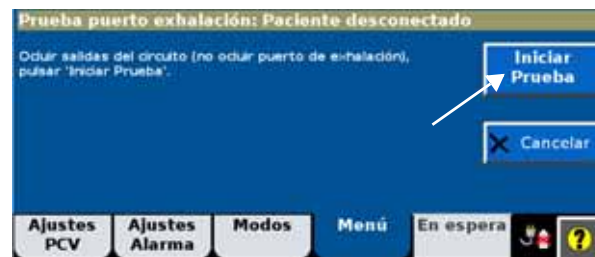 Prueba puerto exhalación: Paciente desconectado
Ocluir salidas del circuito (no ocluir puerto de exhalación),
pulsar 'Iniciar Prueba'.
Iniciar
Prueba
Cancelar
Ajustes
PCV
Ajustes
Alarma
Modos
Menú
En espera
?